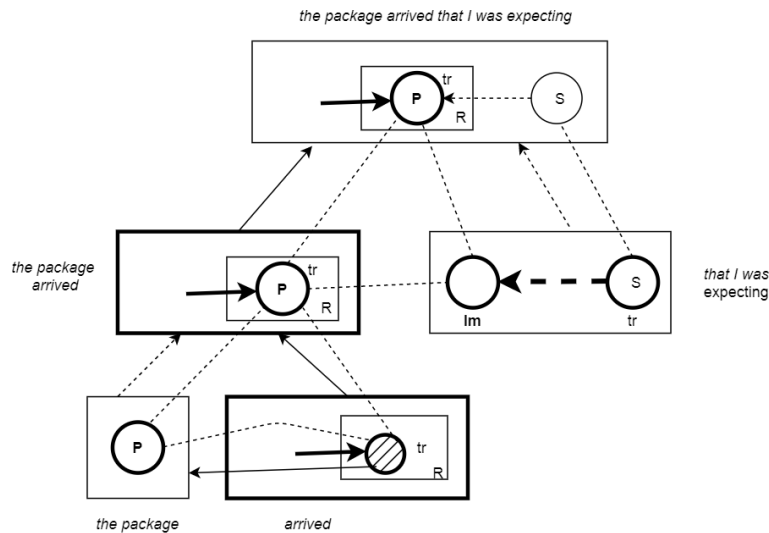 the package arrived that I was expecting
tr
P
S
R
the package
arrived
tr
P
R
S
lm
tr
that I was
expecting
P
tr
R
the package
arrived